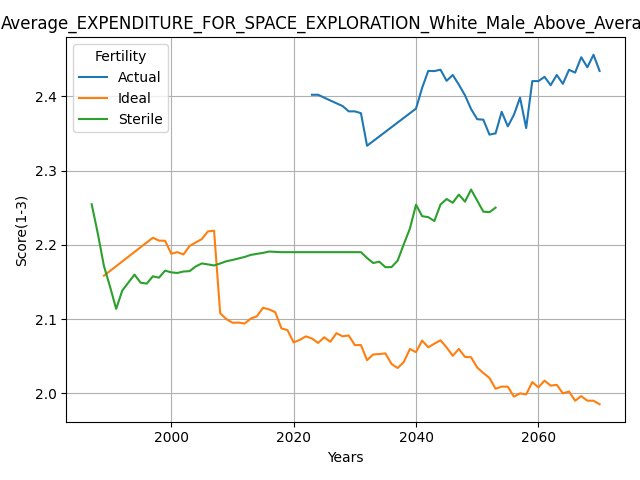 Average_EXPENDITURE_FOR_SPACE_EXPLORATION_White_Male_Above_Avera
Fertility
Actual
Ideal
Sterile
Score(1-3)
2.4
2.3
2.2
2.1
2.0
2000 2020 2040 2060
Years